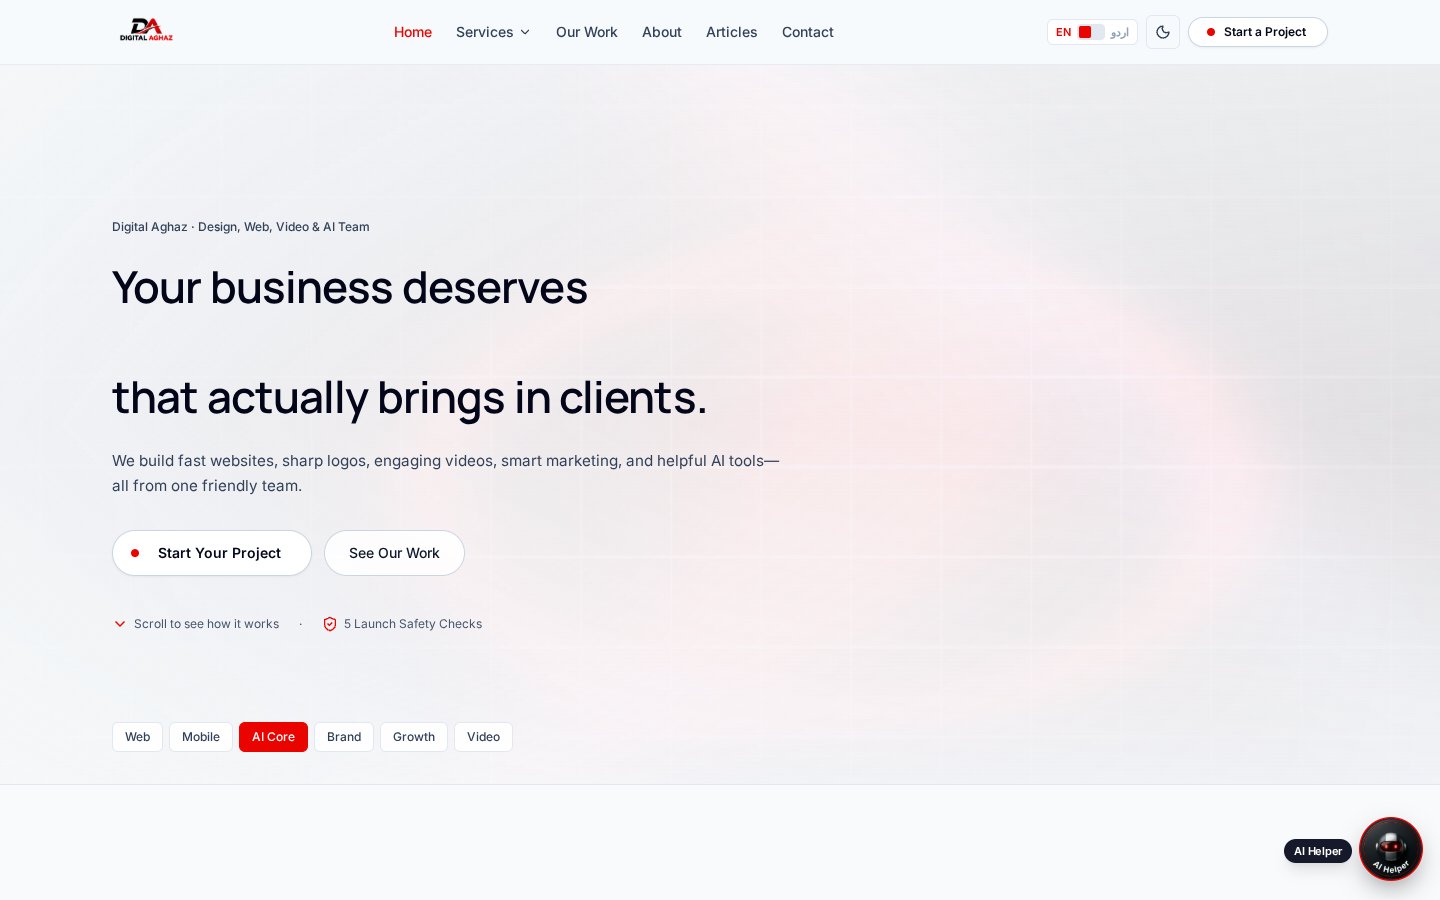 DA
DIGITAL AGHAZ
Home
Services
Our Work
About
Articles
Contact
EN
اردو
Start a Project
Digital Aghaz · Design, Web, Video & AI Team
Your business deserves
that actually brings in clients.
We build fast websites, sharp logos, engaging videos, smart marketing, and helpful AI tools—
all from one friendly team.
Start Your Project
See Our Work
Scroll to see how it works
·
5 Launch Safety Checks
Web
Mobile
AI Core
Brand
Growth
Video
AI Helper
AI Helper